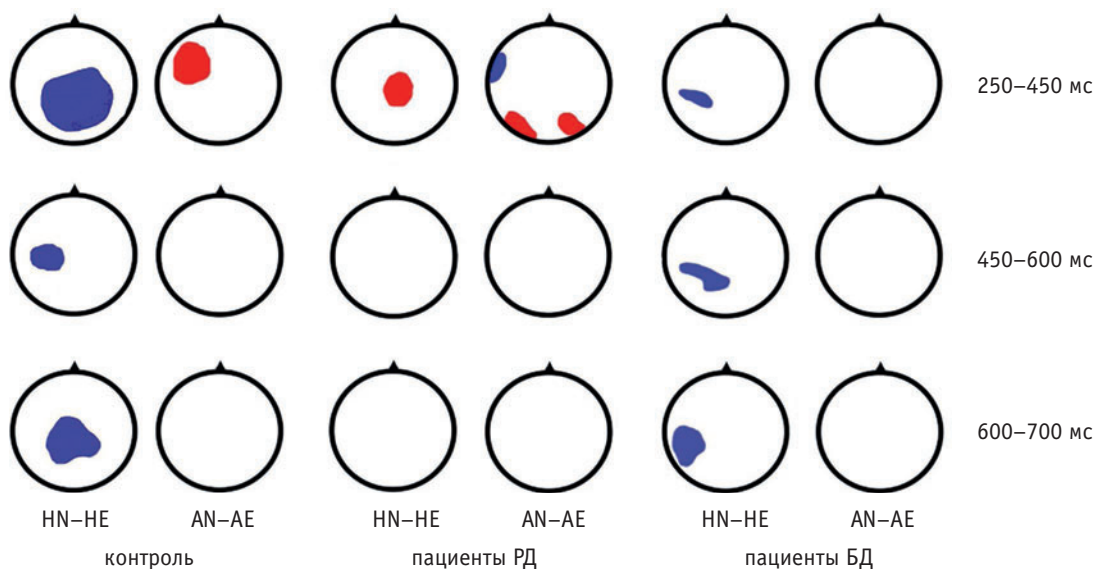 250–450 мс
450–600 мс
600–700 мс
HN–HE AN–AE HN–HE AN–AE HN–HE AN–AE
контроль пациенты РД пациенты БД